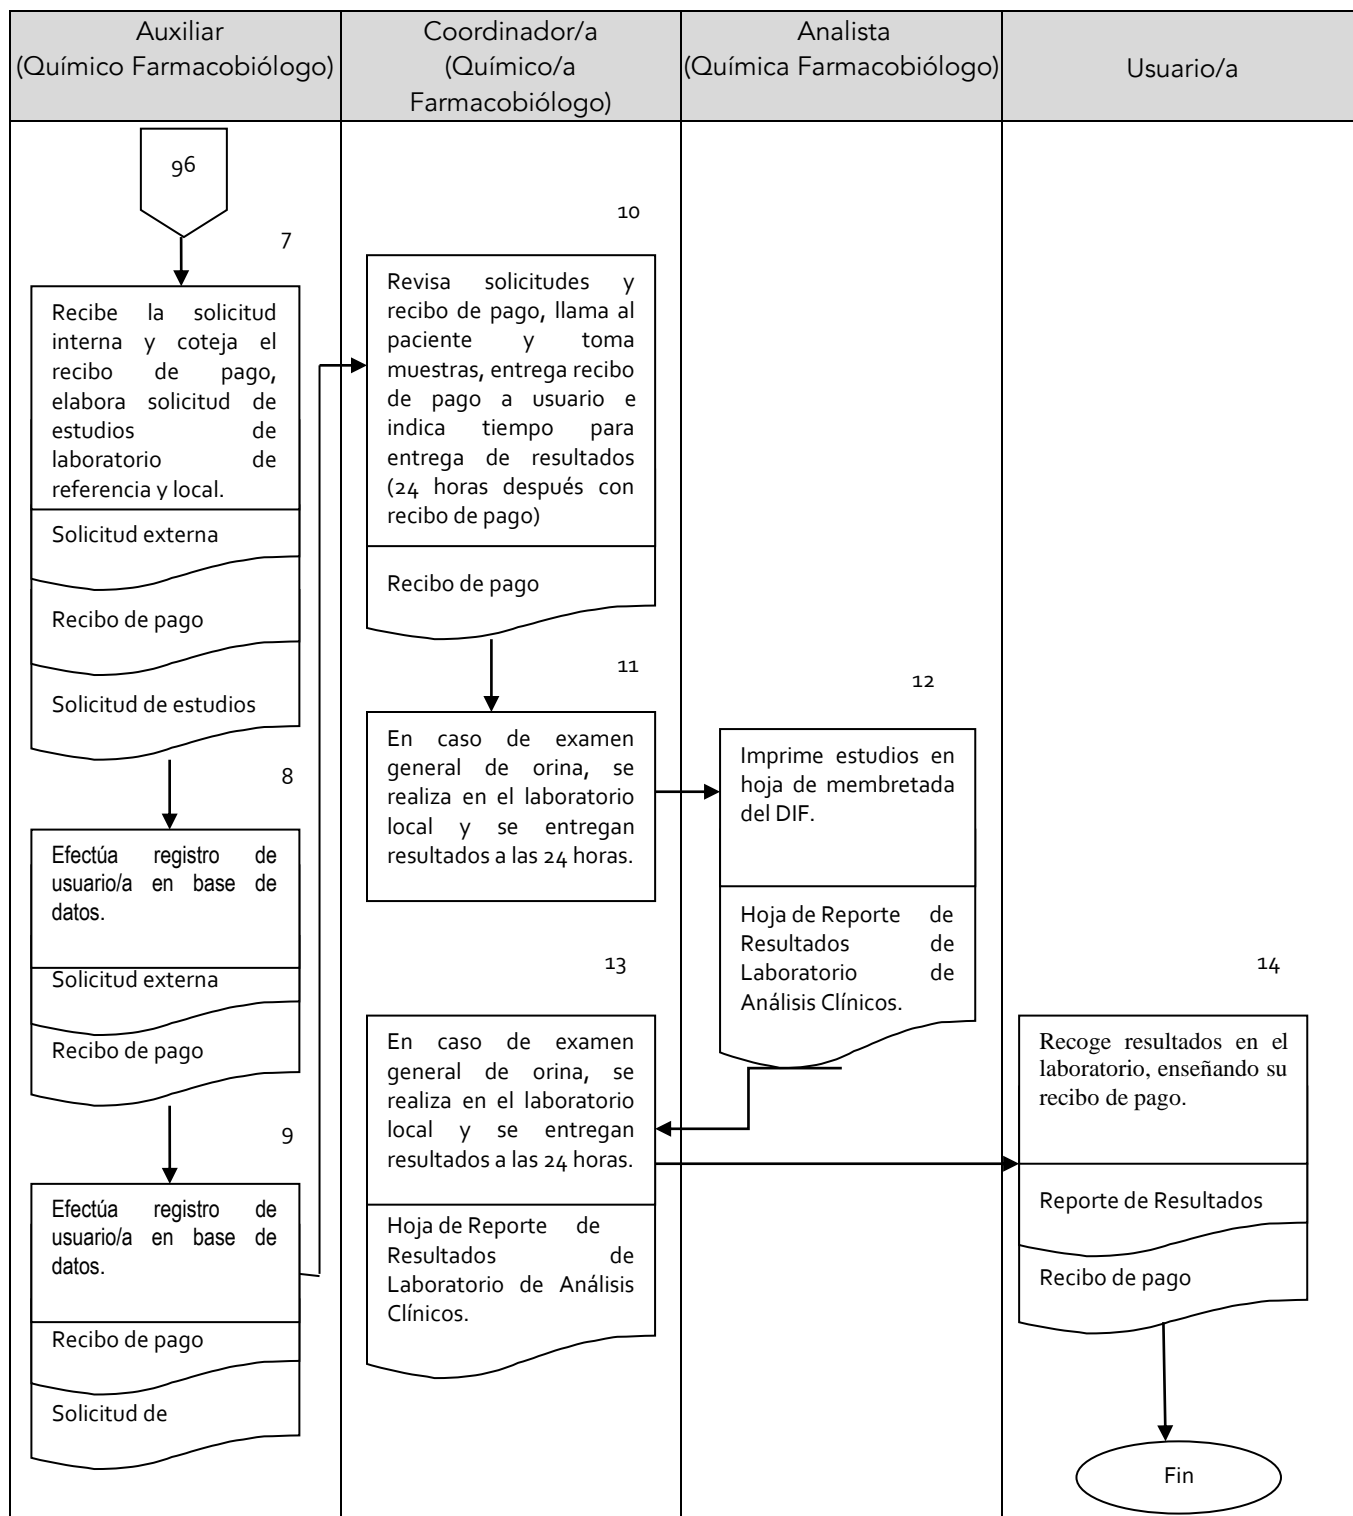 Auxiliar
(Químico Farmacobiólogo)
Coordinador/a
(Químico/a
Farmacobiólogo)
Analista
(Química Farmacobiólogo)
Usuario/a
96
7
Recibe la solicitud
interna y coteja el
recibo de pago,
elabora solicitud de
estudios de
laboratorio de
referencia y local.
Solicitud externa
Recibo de pago
Solicitud de estudios
8
Efectúa registro de
usuario/a en base de
datos.
Solicitud externa
Recibo de pago
9
Efectúa registro de
usuario/a en base de
datos.
Recibo de pago
Solicitud de
10
Revisa solicitudes y
recibo de pago, llama al
paciente y toma
muestras, entrega recibo
de pago a usuario e
indica tiempo para
entrega de resultados
(24 horas después con
recibo de pago)
Recibo de pago
11
En caso de examen
general de orina, se
realiza en el laboratorio
local y se entregan
resultados a las 24 horas.
12
Imprime estudios en
hoja de membretada
del DIF.
Hoja de Reporte de
Resultados de
Laboratorio de
Análisis Clínicos.
13
En caso de examen
general de orina, se
realiza en el laboratorio
local y se entregan
resultados a las 24 horas.
Hoja de Reporte de
Resultados de
Laboratorio de Análisis
Clínicos.
14
Recoge resultados en el
laboratorio, enseñando su
recibo de pago.
Reporte de Resultados
Recibo de pago
Fin